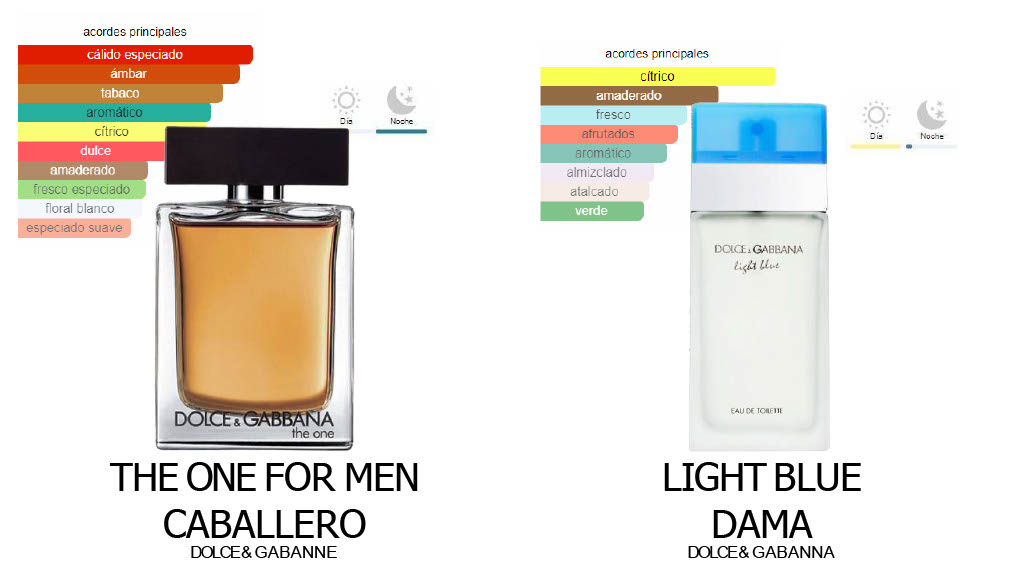 acordes principales
cálido especiado
ámbar
tabaco
aromático
cítrico
dulce
amaderado
fresco especiado
floral blanco
especiado suave
Día
Noche
DOLCE & GABBANA
the one
THE ONE FOR MEN
CABALLERO
DOLCE & GABANNE
acordes principales
cítrico
amaderado
fresco
afrutados
aromático
almizclado
atalcado
verde
Día
Noche
DOLCE & GABBANA
light blue
EAU DE TOILETTE
LIGHT BLUE
DAMA
DOLCE & GABANNA